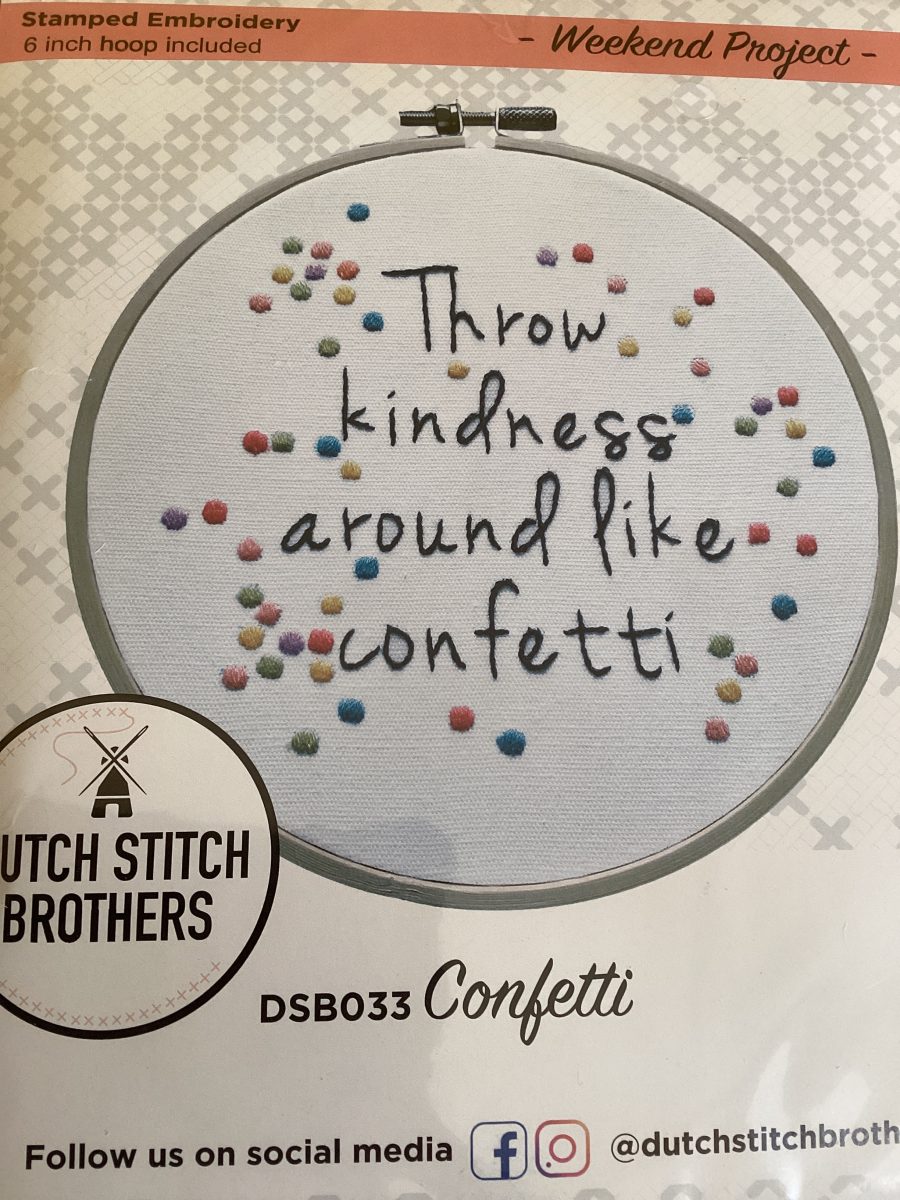 Stamped Embroidery
6 inch hoop included
- Weekend Project -
Throw
kindness
around like
confetti
UTCH STITCH
BROTHERS
DSB033 Confetti
Follow us on social media @dutchstitchbroth